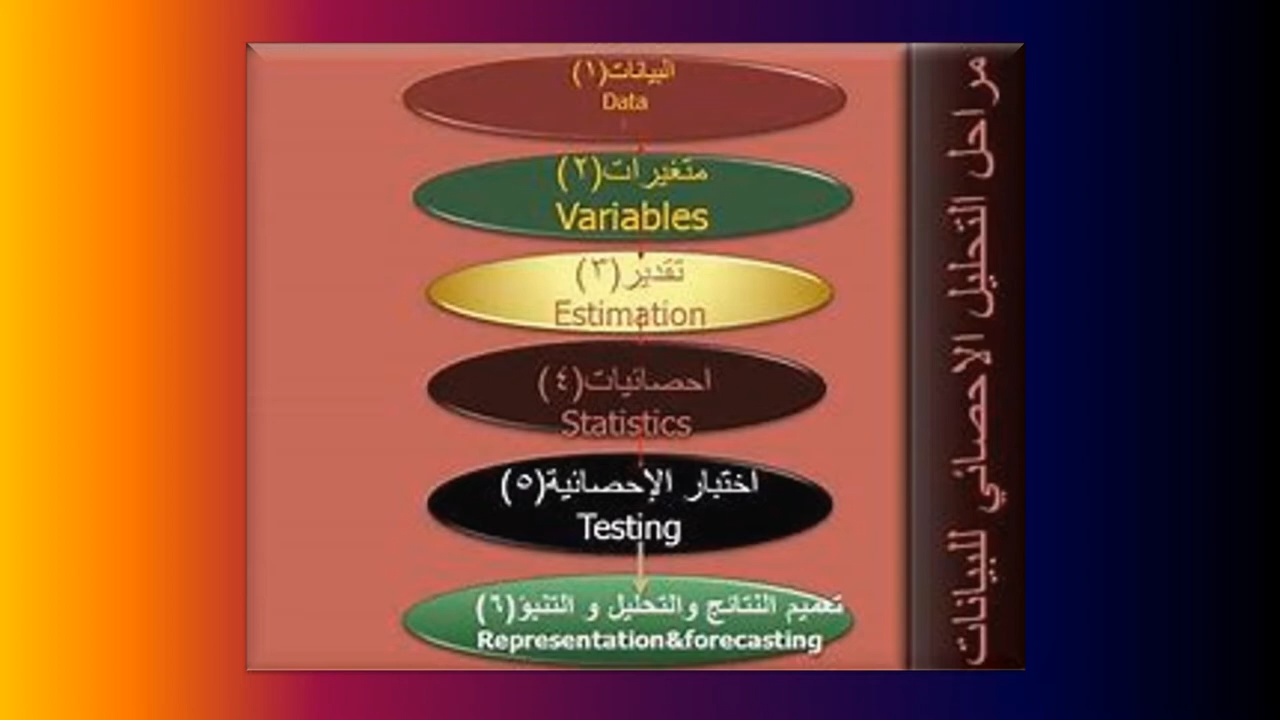 مراحل التحليل الاحصائي للبيانات
البيانات(١)
Data
متغيرات(٢)
Variables
تقدير(٣)
Estimation
احصائيات(٤)
Statistics
اختبار الإحصائية(٥)
Testing
تعميم النتائج والتحليل و التنبؤ(٦)
Representation&forecasting